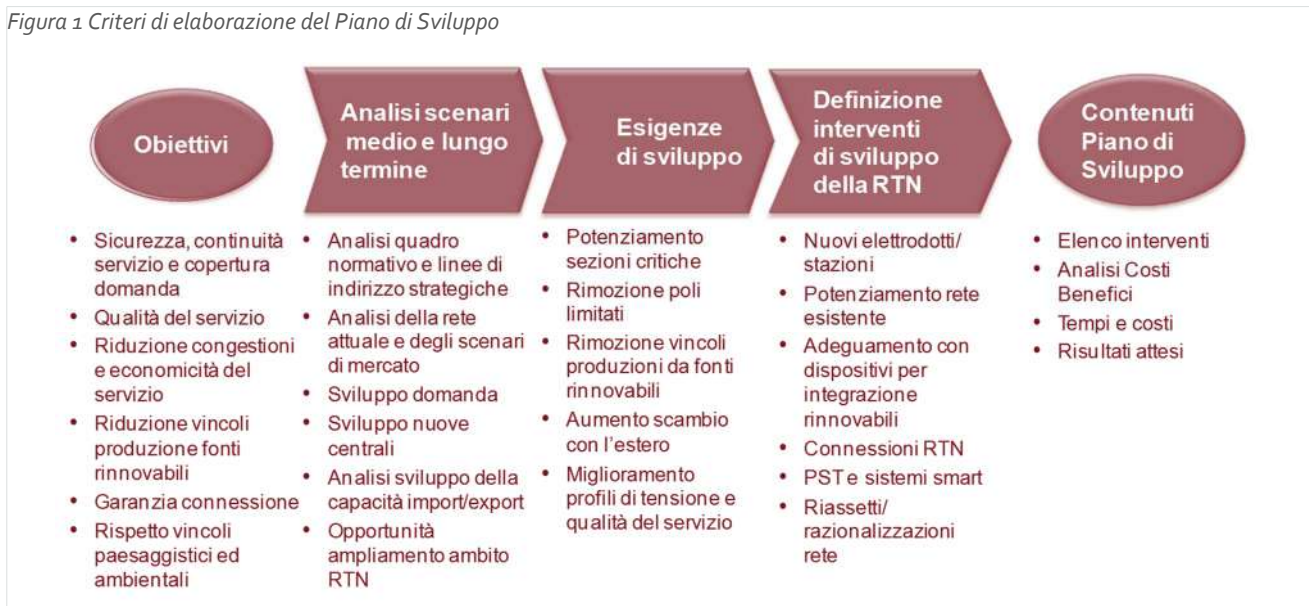 Figura 1 Criteri di elaborazione del Piano di Sviluppo
Obiettivi
• Sicurezza, continuità
servizio e copertura
domanda
• Qualità del servizio
• Riduzione congestioni
e economicità del
servizio
• Riduzione vincoli
produzione fonti
rinnovabili
• Garanzia connessione
• Rispetto vincoli
paesaggistici ed
ambientali
Analisi scenari
medio e lungo
termine
• Analisi quadro
normativo e linee di
indirizzo strategiche
• Analisi della rete
attuale e degli scenari
di mercato
• Sviluppo domanda
• Sviluppo nuove
centrali
• Analisi sviluppo della
capacità import/export
• Opportunità
ampliamento ambito
RTN
Esigenze
di sviluppo
• Potenziamento
sezioni critiche
• Rimozione poli
limitati
• Rimozione vincoli
produzioni da fonti
rinnovabili
• Aumento scambio
con l'estero
• Miglioramento
profili di tensione e
qualità del servizio
Definizione
interventi
di sviluppo
della RTN
• Nuovi elettrodotti/
stazioni
• Potenziamento rete
esistente
• Adeguamento con
dispositivi per
integrazione
rinnovabili
• Connessioni RTN
• PST e sistemi smart
• Riassetti/
razionalizzazioni
rete
Contenuti
Piano di
Sviluppo
• Elenco interventi
• Analisi Costi
Benefici
• Tempi e costi
• Risultati attesi